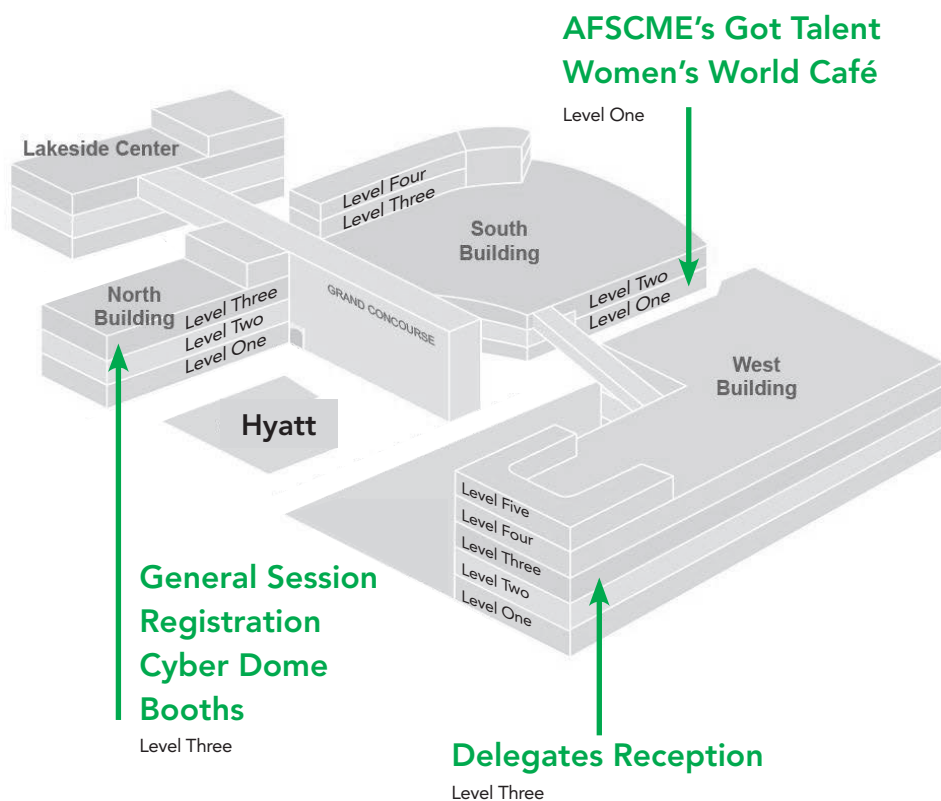 AFSCME’s Got Talent
Women’s World Café
Level One
Lakeside Center
Level Four
Level Three
South
Building
Level Two
Level One
North
Building
Level Three
Level Two
Level One
GRAND CONCOURSE
West
Building
Hyatt
Level Five
Level Four
Level Three
Level Two
Level One
General Session
Registration
Cyber Dome
Booths
Level Three
Delegates Reception
Level Three